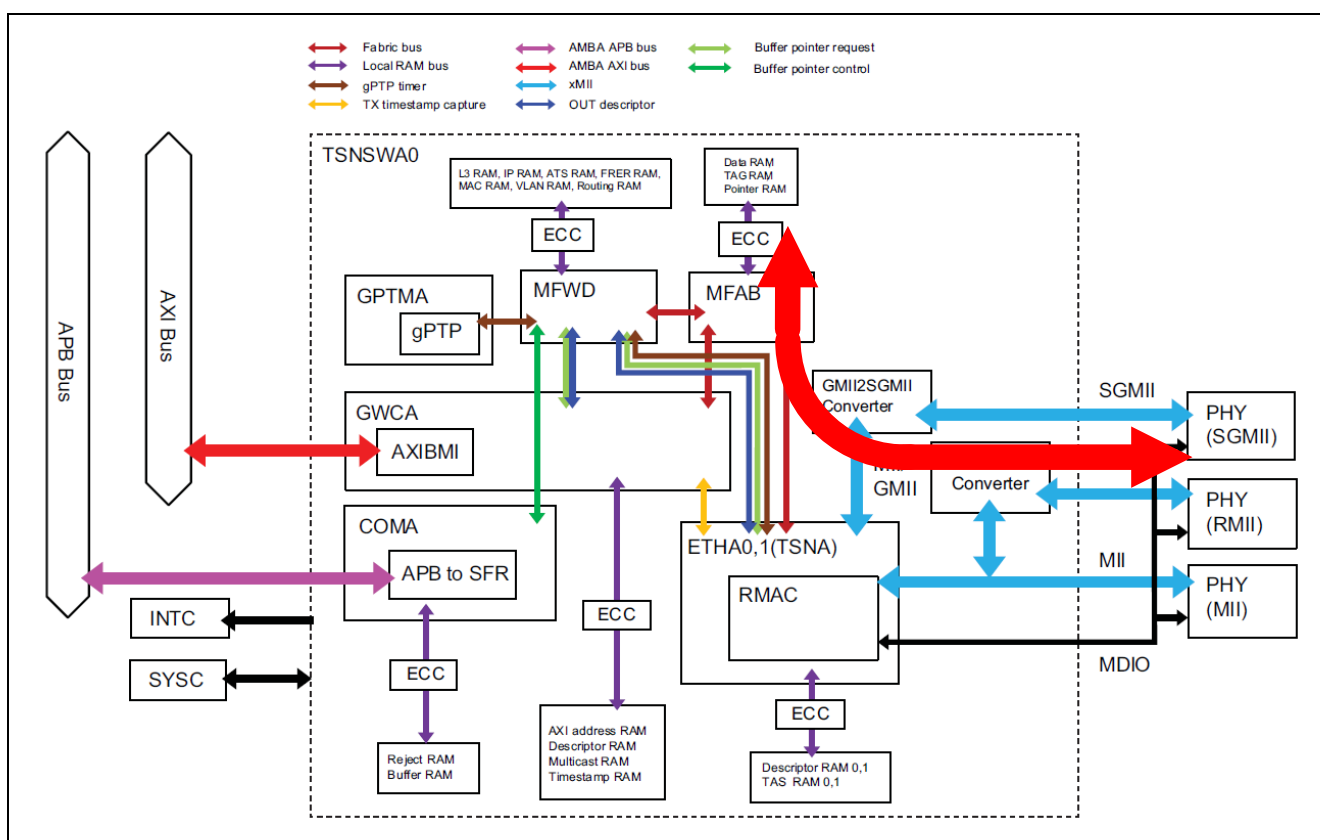 Fabric bus
Local RAM bus
gPTP timer
TX timestamp capture
AMBA APB bus
AMBA AXI bus
xMII
OUT descriptor
Buffer pointer request
Buffer pointer control
APB Bus
AXI Bus
TSNSWA0
L3 RAM, IP RAM, ATS RAM, FRER RAM,
MAC RAM, VLAN RAM, Routing RAM
Data RAM
TAG RAM
Pointer RAM
ECC
ECC
GPTMA
gPTP
MFWD
MFAB
GWCA
AXIBMI
GMII2SGMII
Converter
SGMII
PHY
(SGMII)
GMII
Converter
PHY
(RMII)
COMA
APB to SFR
ETHA0,1(TSNA)
RMAC
MII
PHY
(MII)
INTC
SYSC
ECC
ECC
MDIO
ECC
Reject RAM
Buffer RAM
AXI address RAM
Descriptor RAM
Multicast RAM
Timestamp RAM
Descriptor RAM 0,1
TAS RAM 0,1